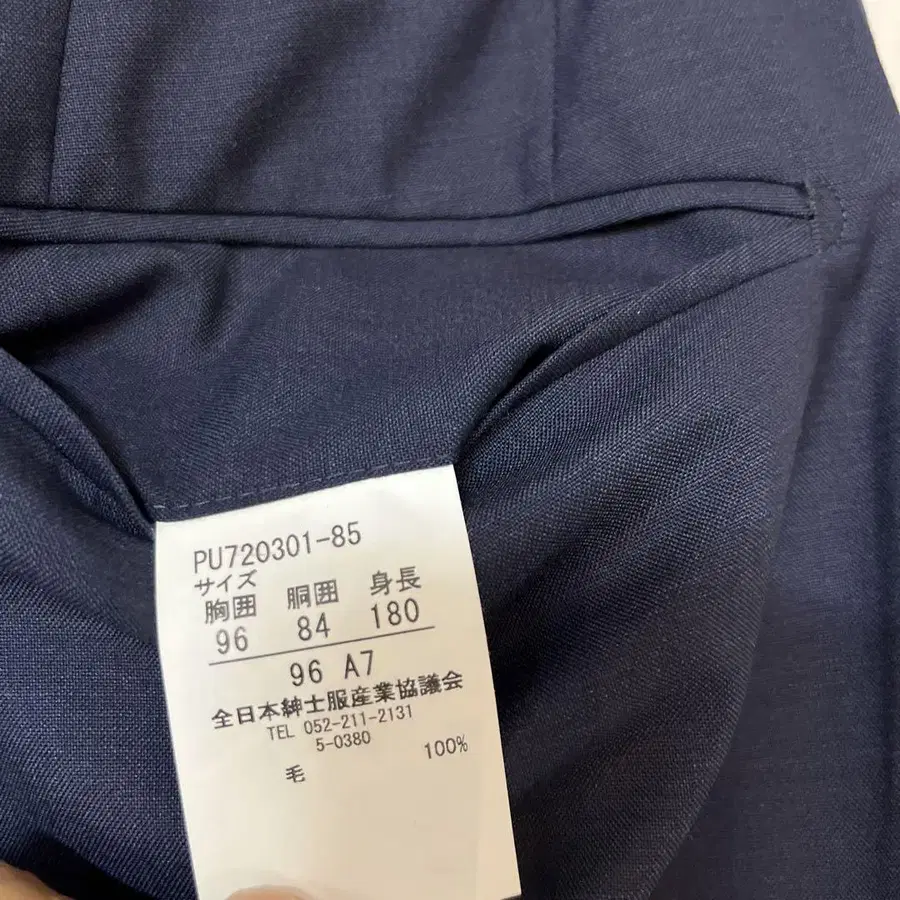 PU720301-85
サイズ
胸囲 胴囲 身長
96 84 180
96 A7
全日本紳士服産業協議会
TEL 052-211-2131
5-0380
毛 100%